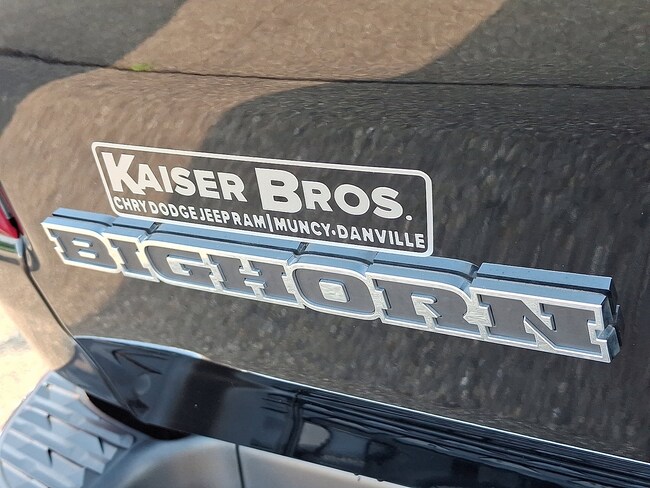 KAISER BROS.
CHRY DODGE JEEP RAM|MUNCY·DANVILLE
BIGHORN